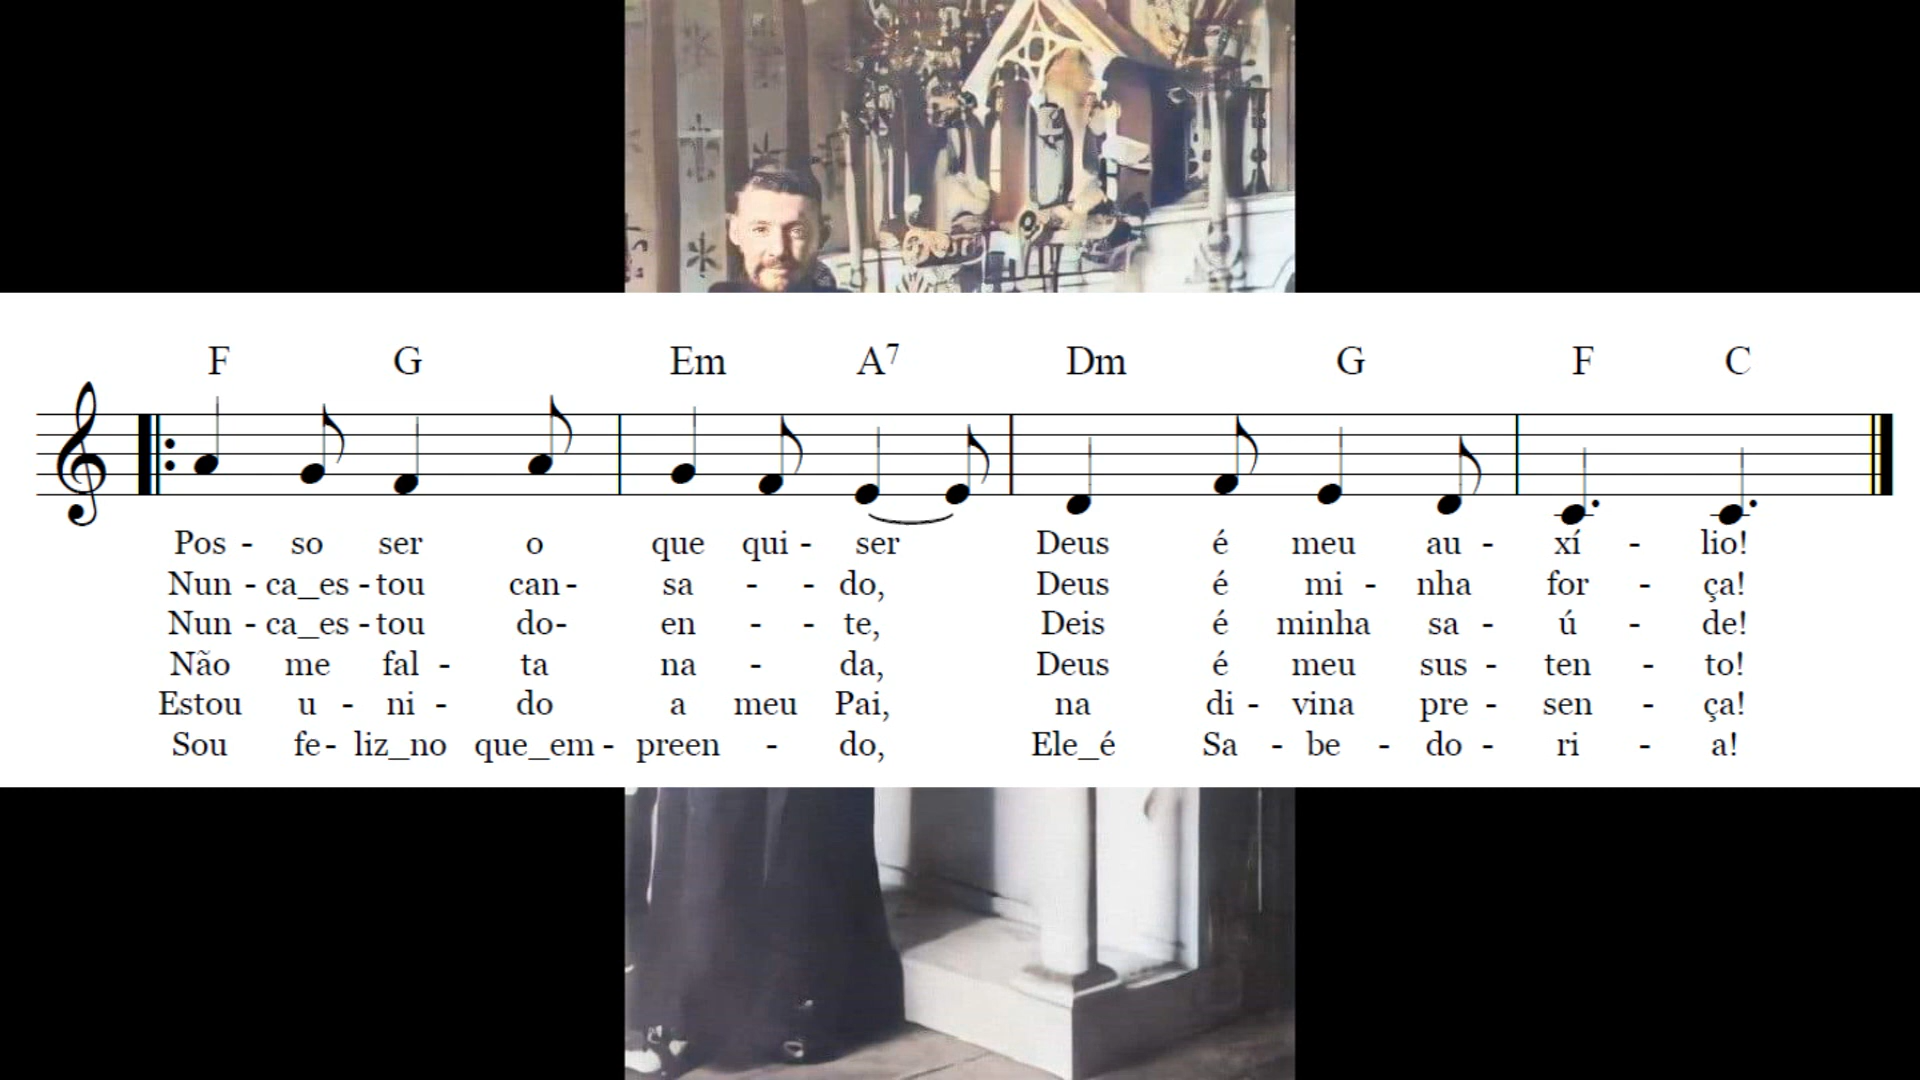 F G Em A7 Dm G F C
Pos - so ser o que qui - ser Deus é meu au - xí - lio!
Nun - ca_es - tou can - sa - - do, Deus é mi - nha for - ça!
Nun - ca_es - tou do- en - - te, Deis é minha sa - ú - de!
Não me fal - ta na - da, Deus é meu sus - ten - to!
Estou u - ni - do a meu Pai, na di - vina pre - sen - ça!
Sou fe - liz_no que_em - preen - do, Ele_é Sa - be - do - ri - a!